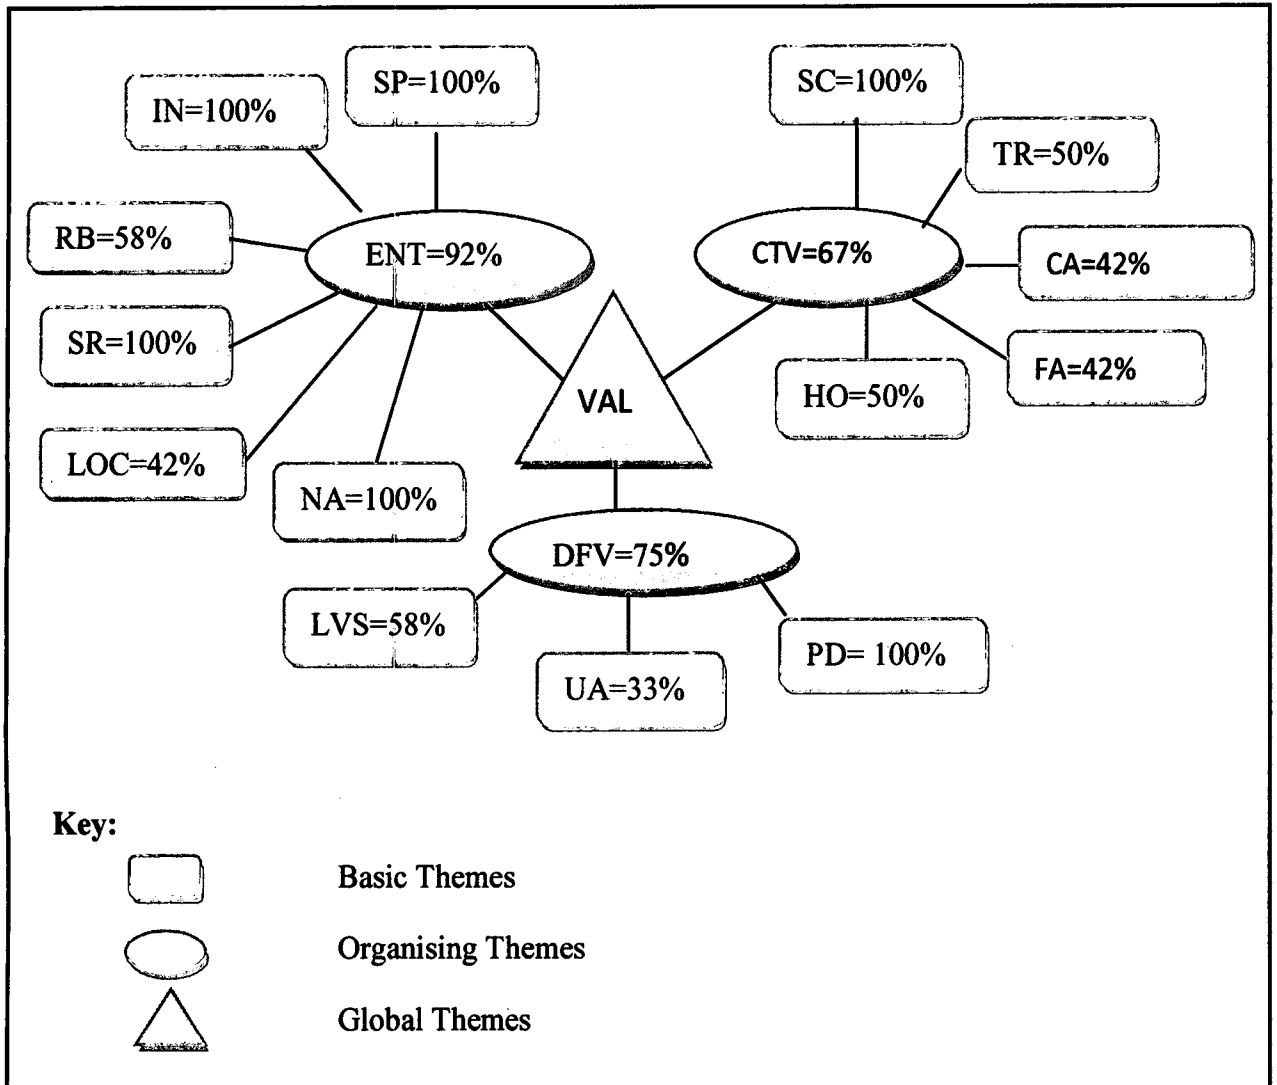 SP=100%
SC=100%
IN=100%
TR=50%
RB=58%
ENT=92%
CTV=67%
CA=42%
SR=100%
FA=42%
VAL
HO=50%
LOC=42%
NA=100%
DFV=75%
LVS=58%
PD= 100%
UA=33%
Key:
Basic Themes
Organising Themes
Global Themes